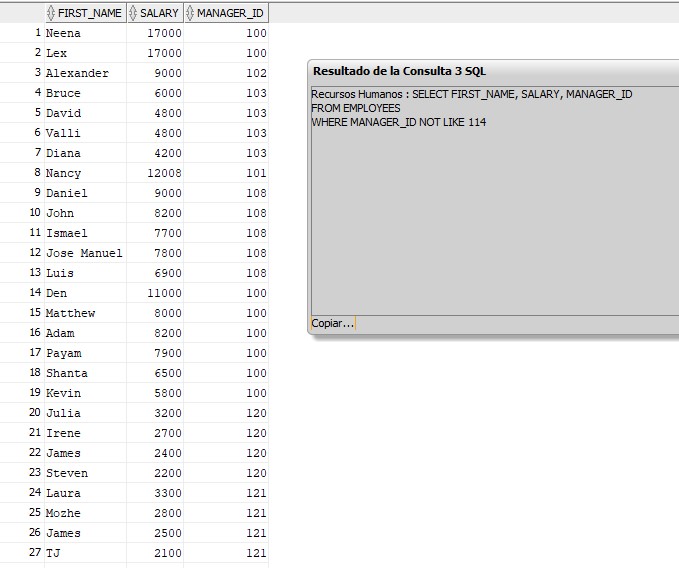 FIRST_NAME SALARY MANAGER_ID
1 Neena 17000 100
2 Lex 17000 100
3 Alexander 9000 102
4 Bruce 6000 103
5 David 4800 103
6 Valli 4800 103
7 Diana 4200 103
8 Nancy 12008 101
9 Daniel 9000 108
10 John 8200 108
11 Ismael 7700 108
12 Jose Manuel 7800 108
13 Luis 6900 108
14 Den 11000 100
15 Matthew 8000 100
16 Adam 8200 100
17 Payam 7900 100
18 Shanta 6500 100
19 Kevin 5800 100
20 Julia 3200 120
21 Irene 2700 120
22 James 2400 120
23 Steven 2200 120
24 Laura 3300 121
25 Mozhe 2800 121
26 James 2500 121
27 TJ 2100 121
Resultado de la Consulta 3 SQL
Recursos Humanos : SELECT FIRST_NAME, SALARY, MANAGER_ID
FROM EMPLOYEES
WHERE MANAGER_ID NOT LIKE 114
Copiar...